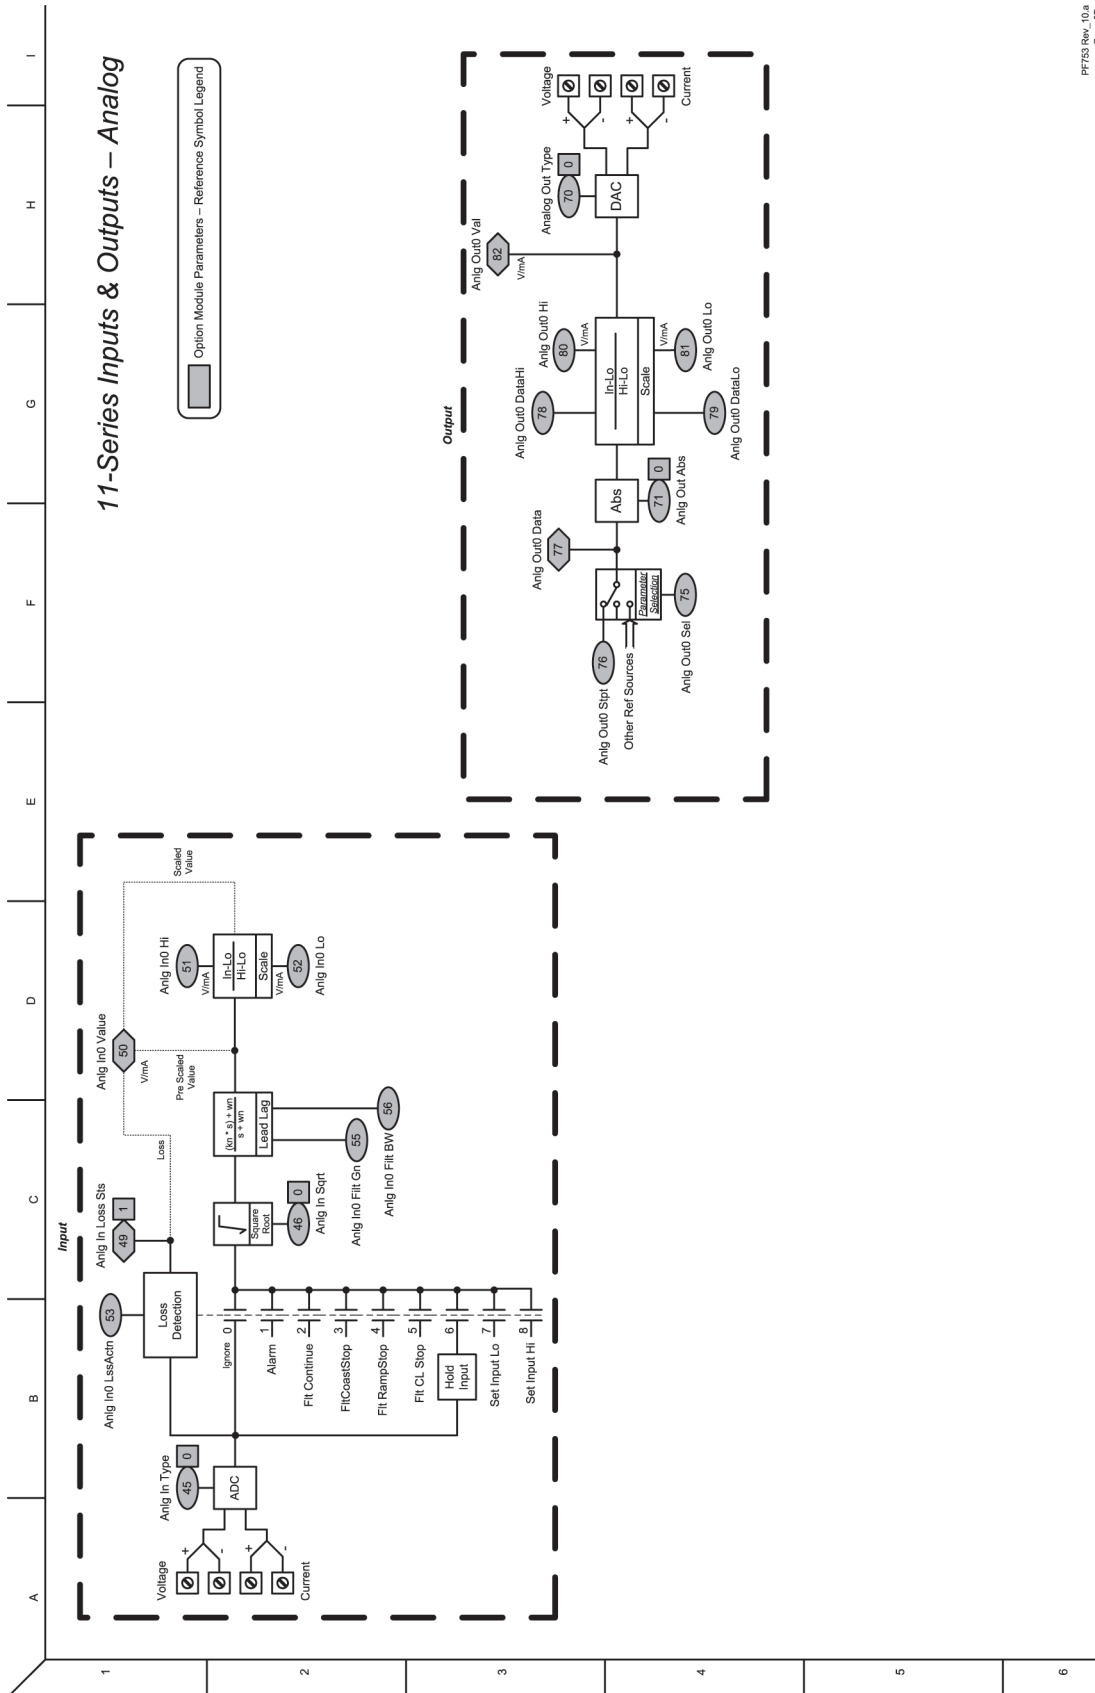 A
B
C
D
E
F
G
H
I
1
2
3
4
5
6
11-Series Inputs & Outputs – Analog
Option Module Parameters – Reference Symbol Legend
Input
Voltage
+
-
+
-
Current
Anlg In Type
45
0
ADC
Anlg In0 LssActn
53
Loss
Detection
Anlg In Loss Sts
49
1
Loss
Ignore
0
1
Alarm
2
Flt Continue
3
FltCoastStop
4
Flt RampStop
5
Flt CL Stop
6
Hold
Input
7
Set Input Lo
8
Set Input Hi
Square
Root
46
0
Anlg In Sqrt
(kn * s) + wn
s + wn
Lead Lag
55
Anlg In0 Filt Gn
56
Anlg In0 Filt BW
Anlg In0 Value
50
V/mA
Pre Scaled
Value
Scaled
Value
Anlg In0 Hi
51
V/mA
In-Lo
Hi-Lo
Scale
V/mA
52
Anlg In0 Lo
Output
Anlg Out0 Stpt
76
Other Ref Sources
Parameter
Selection
75
Anlg Out0 Sel
Anlg Out0 Data
77
Abs
71
0
Anlg Out Abs
Anlg Out0 DataHi
78
Anlg Out0 Hi
80
V/mA
In-Lo
Hi-Lo
Scale
V/mA
79
Anlg Out0 DataLo
81
Anlg Out0 Lo
Anlg Out0 Val
82
V/mA
Analog Out Type
70
0
DAC
Voltage
+
-
+
-
Current
PF753 Rev_10.a